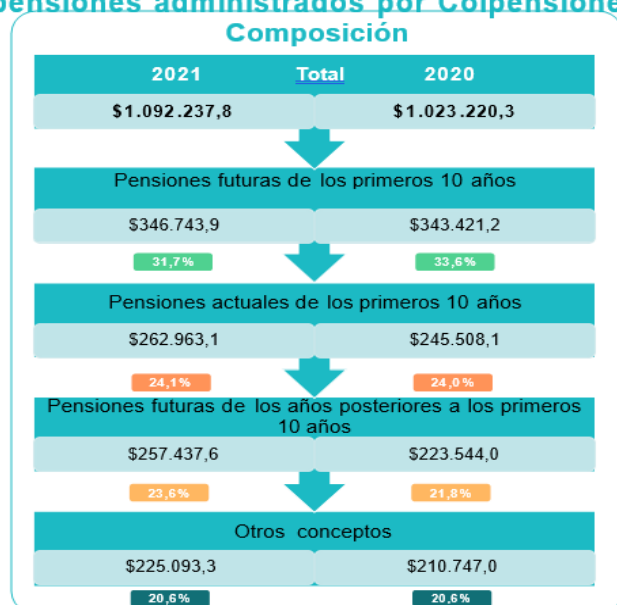 pensiones administrados por Colpensione
Composición
2021 Total 2020
$1.092.237,8 $1.023.220,3
Pensiones futuras de los primeros 10 años
$346.743,9 $343.421,2
31,7% 33,6%
Pensiones actuales de los primeros 10 años
$262.963,1 $245.508,1
24,1% 24,0%
Pensiones futuras de los años posteriores a los primeros
10 años
$257.437,6 $223.544,0
23,6% 21,8%
Otros conceptos
$225.093,3 $210.747,0
20,6% 20,6%